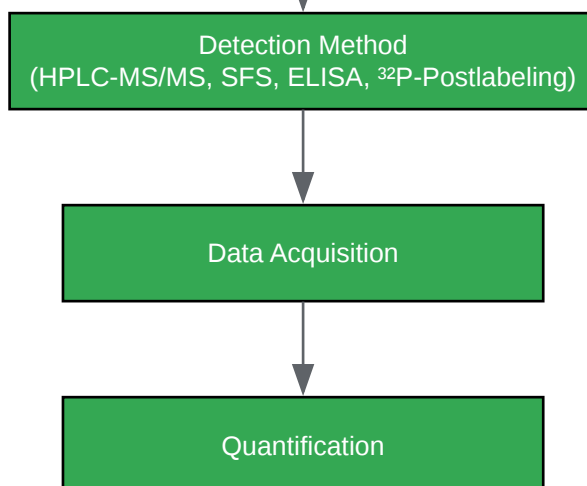 Detection Method
(HPLC-MS/MS, SFS, ELISA, ³²P-Postlabeling)
Data Acquisition
Quantification